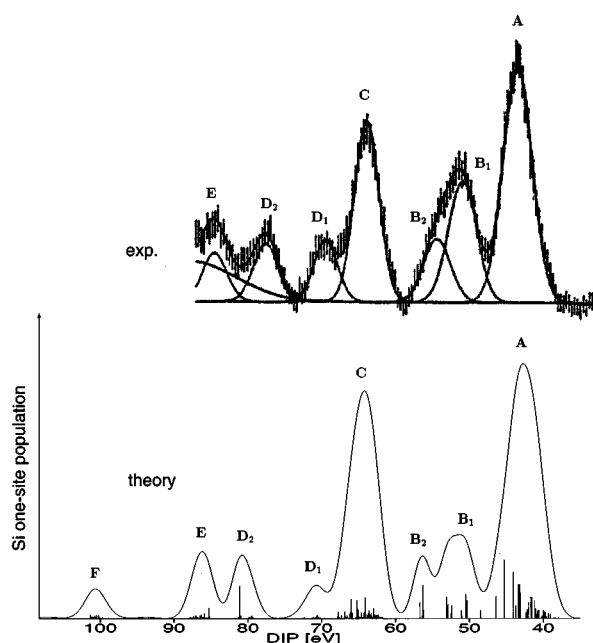 A
C
B₁
E
D₂
D₁
B₂
exp.
A
C
Si one-site population
theory
B₂
B₁
E
D₂
F
D₁
100 90 80 70 60 50 40
DIP [eV]